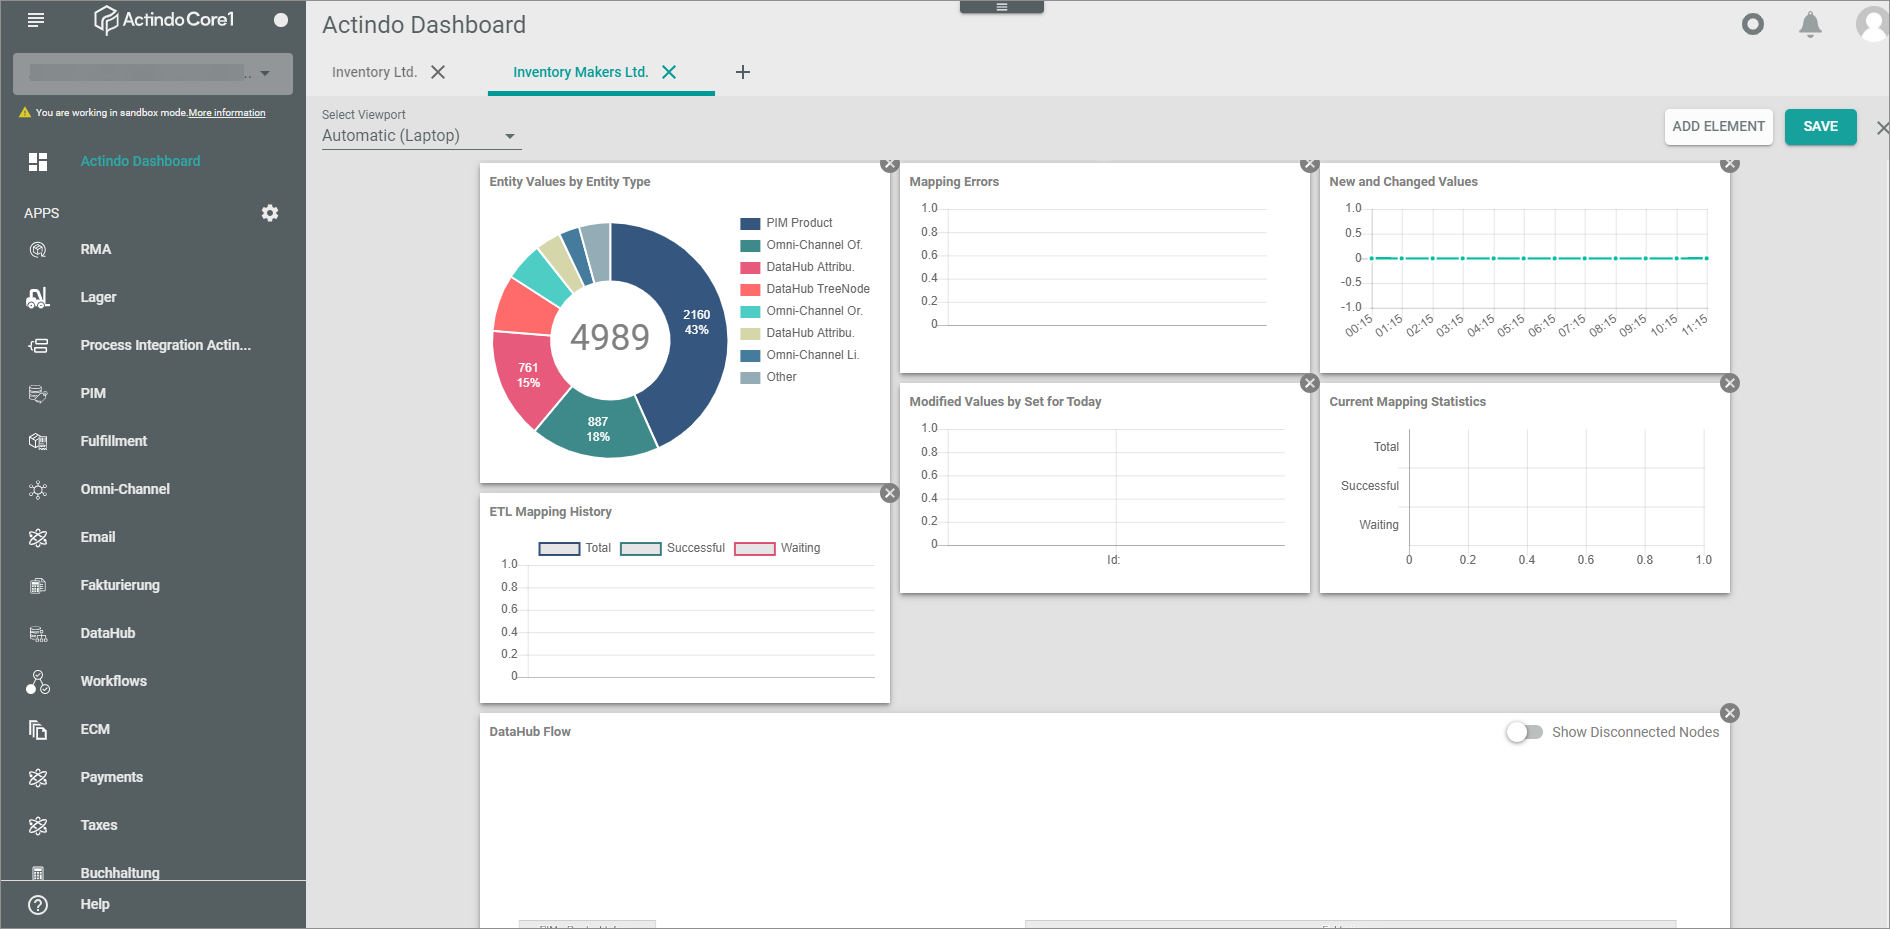 Actindo Core1
You are working in sandbox mode.More information
Actindo Dashboard
APPS
RMA
Lager
Process Integration Actin...
PIM
Fulfillment
Omni-Channel
Email
Fakturierung
DataHub
Workflows
ECM
Payments
Taxes
Buchhaltung
Help
Actindo Dashboard
Inventory Ltd.
Inventory Makers Ltd.
Select Viewport
Automatic (Laptop)
ADD ELEMENT
SAVE
Entity Values by Entity Type
4989
2160
43%
887
18%
761
15%
PIM Product
Omni-Channel Of.
DataHub Attribu.
DataHub TreeNode
Omni-Channel Or.
DataHub Attribu.
Omni-Channel Li.
Other
Mapping Errors
1.0
0.8
0.6
0.4
0.2
0
New and Changed Values
1.0
0.5
0
-0.5
-1.0
00:15 01:15 02:15 03:15 04:15 05:15 06:15 07:15 08:15 09:15 10:15 11:15
Modified Values by Set for Today
1.0
0.8
0.6
0.4
0.2
0
Id:
Current Mapping Statistics
Total
Successful
Waiting
0 0.2 0.4 0.6 0.8 1.0
ETL Mapping History
Total Successful Waiting
1.0
0.8
0.6
0.4
0.2
0
DataHub Flow
Show Disconnected Nodes